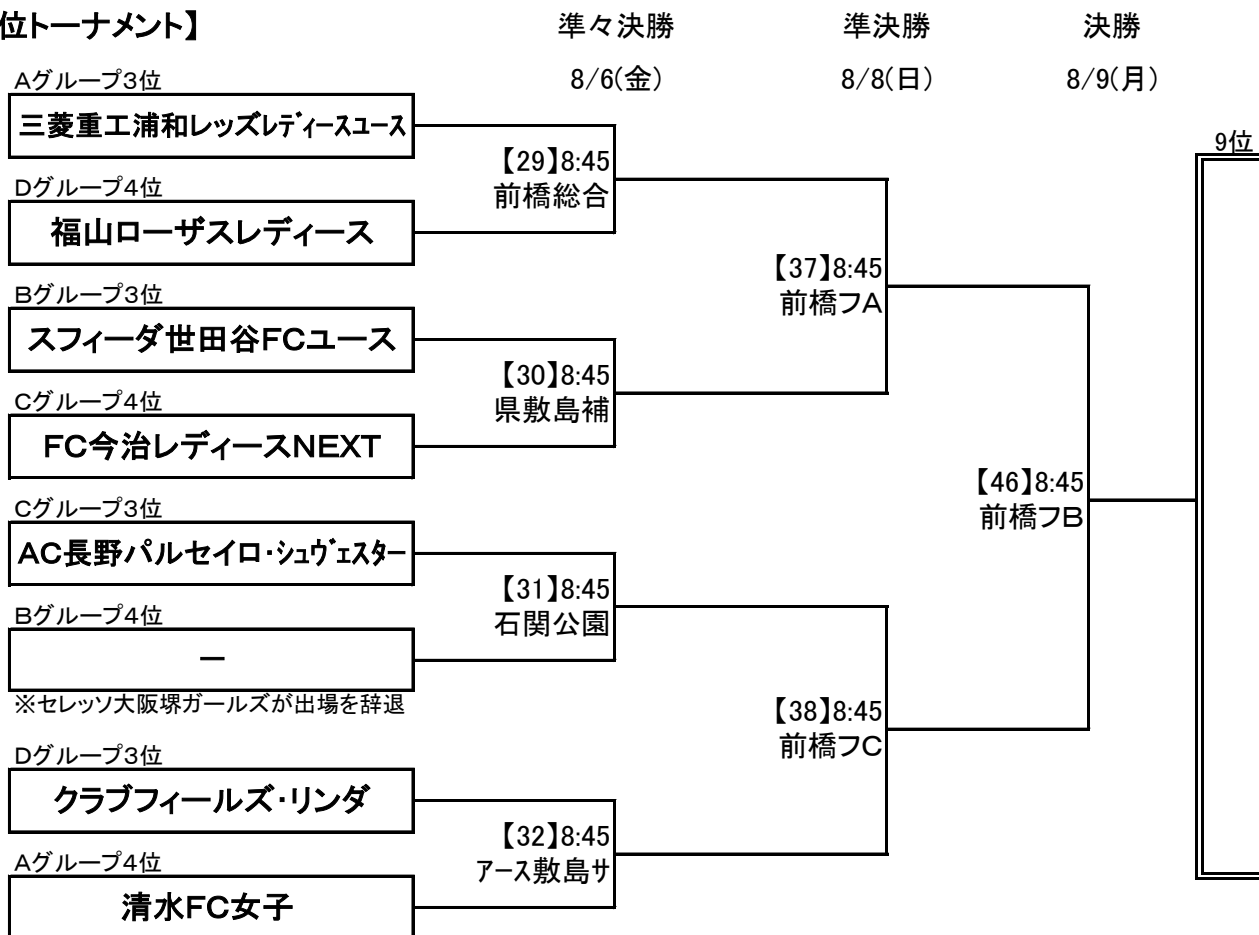 位トーナメント】
準々決勝 準決勝 決勝
8/6(金) 8/8(日) 8/9(月)
Aグループ3位
三菱重工浦和レッズレディースユース
【29】8:45
前橋総合
9位
Dグループ4位
福山ローザスレディース
【37】8:45
前橋フA
Bグループ3位
スフィーダ世田谷FCユース
【30】8:45
県敷島補
Cグループ4位
FC今治レディースNEXT
【46】8:45
前橋フB
Cグループ3位
AC長野パルセイロ・シュヴェスター
【31】8:45
石関公園
Bグループ4位
ー
※セレッソ大阪堺ガールズが出場を辞退
【38】8:45
前橋フC
Dグループ3位
クラブフィールズ・リンダ
【32】8:45
アース敷島サ
Aグループ4位
清水FC女子